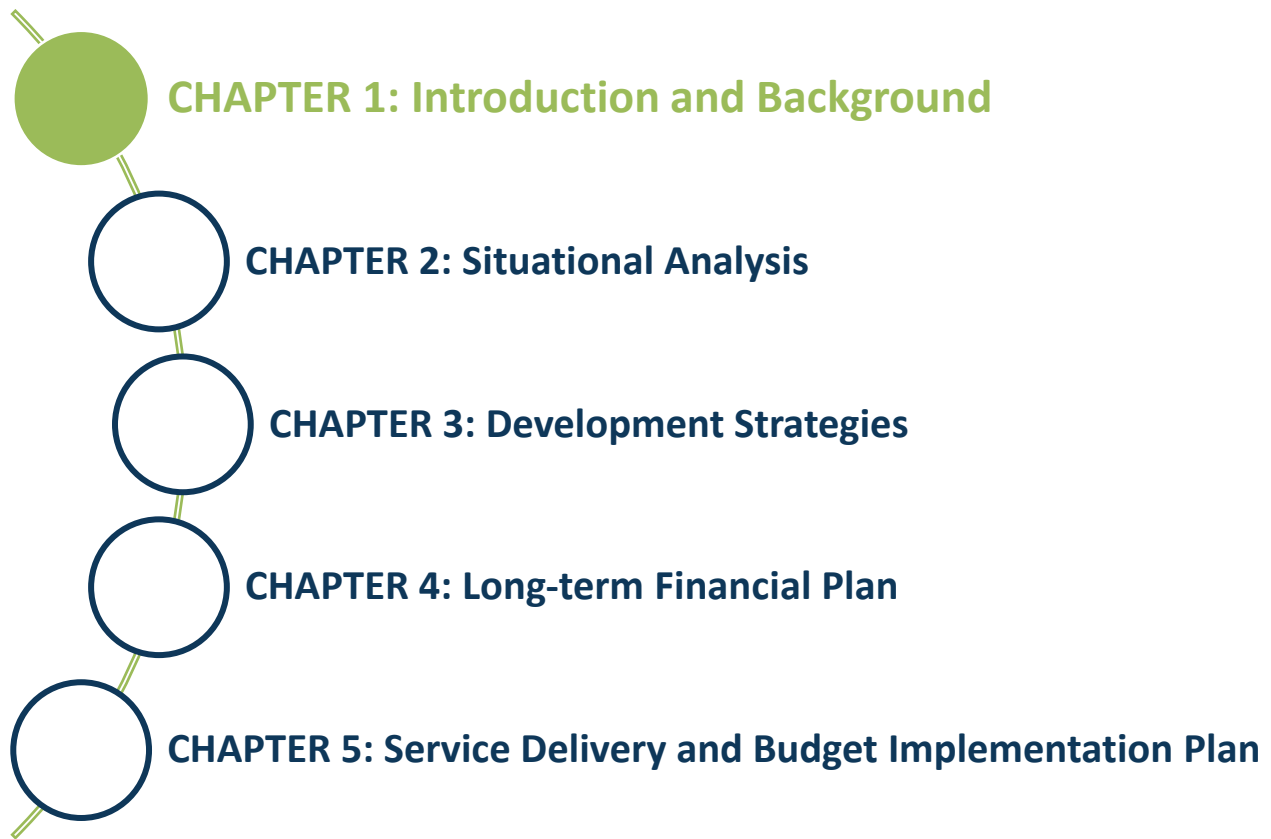 CHAPTER 1: Introduction and Background
CHAPTER 2: Situational Analysis
CHAPTER 3: Development Strategies
CHAPTER 4: Long-term Financial Plan
CHAPTER 5: Service Delivery and Budget Implementation Plan